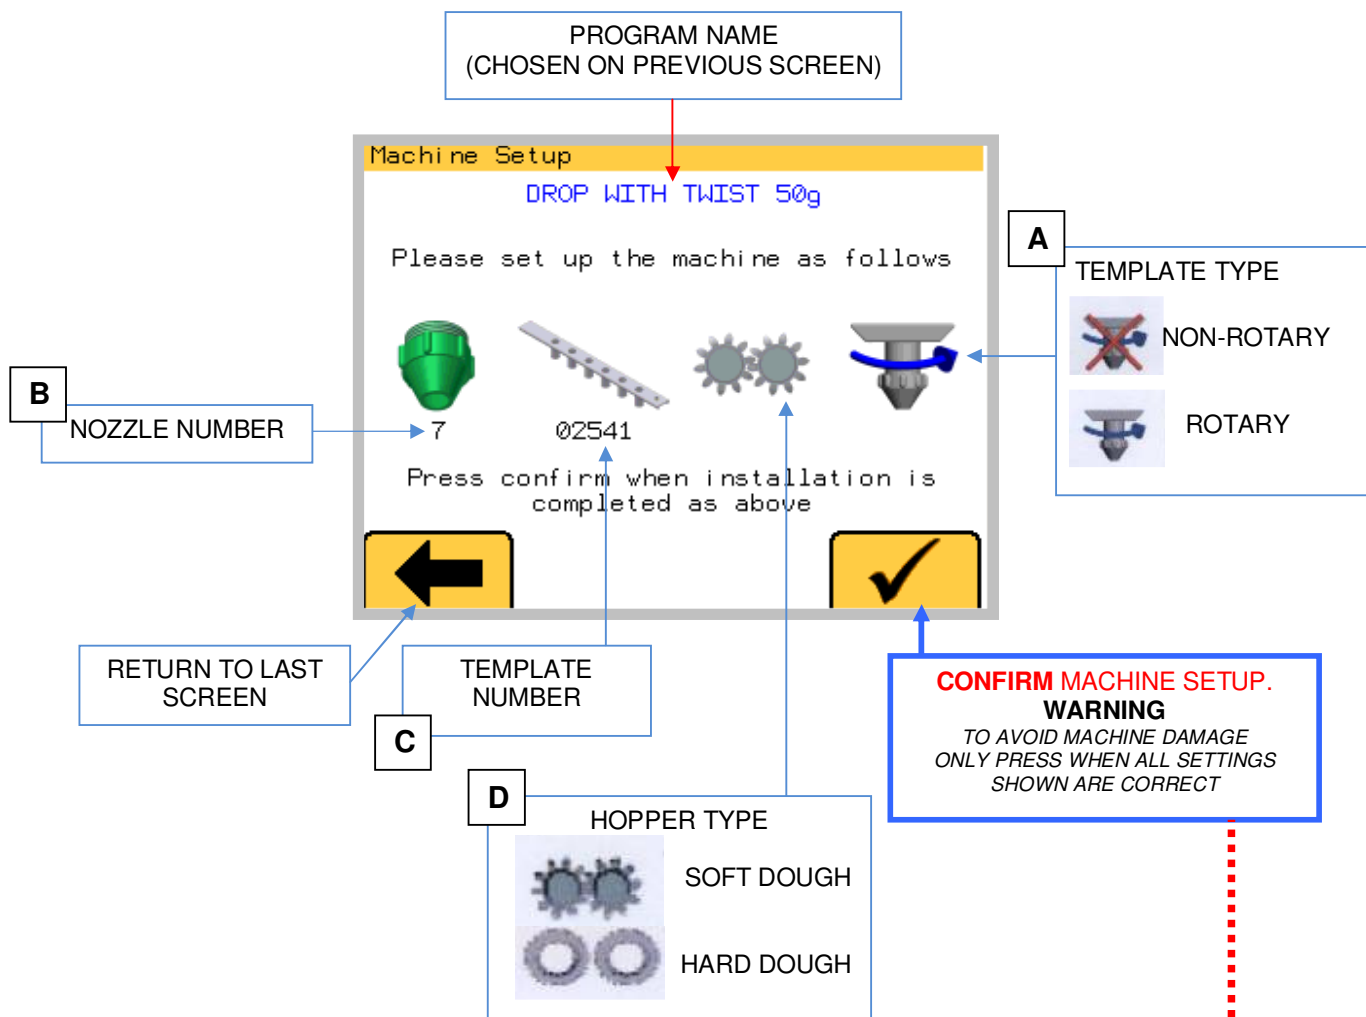 PROGRAM NAME
(CHOSEN ON PREVIOUS SCREEN)
Machine Setup
DROP WITH TWIST 50g
Please set up the machine as follows
A
TEMPLATE TYPE
NON-ROTARY
ROTARY
B
NOZZLE NUMBER
7
02541
Press confirm when installation is
completed as above
RETURN TO LAST
SCREEN
TEMPLATE
NUMBER
C
CONFIRM MACHINE SETUP.
WARNING
TO AVOID MACHINE DAMAGE
ONLY PRESS WHEN ALL SETTINGS
SHOWN ARE CORRECT
D
HOPPER TYPE
SOFT DOUGH
HARD DOUGH